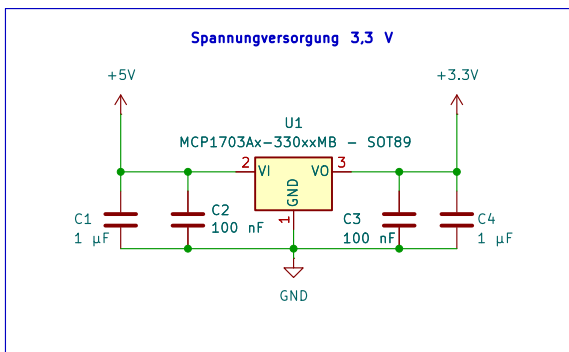 Spannungversorgung 3,3 V
+5V
+3.3V
U1
MCP1703Ax-330xxMB - SOT89
2
VI
VO
3
GND
1
C1
1 µF
C2
100 nF
C3
100 nF
C4
1 µF
GND